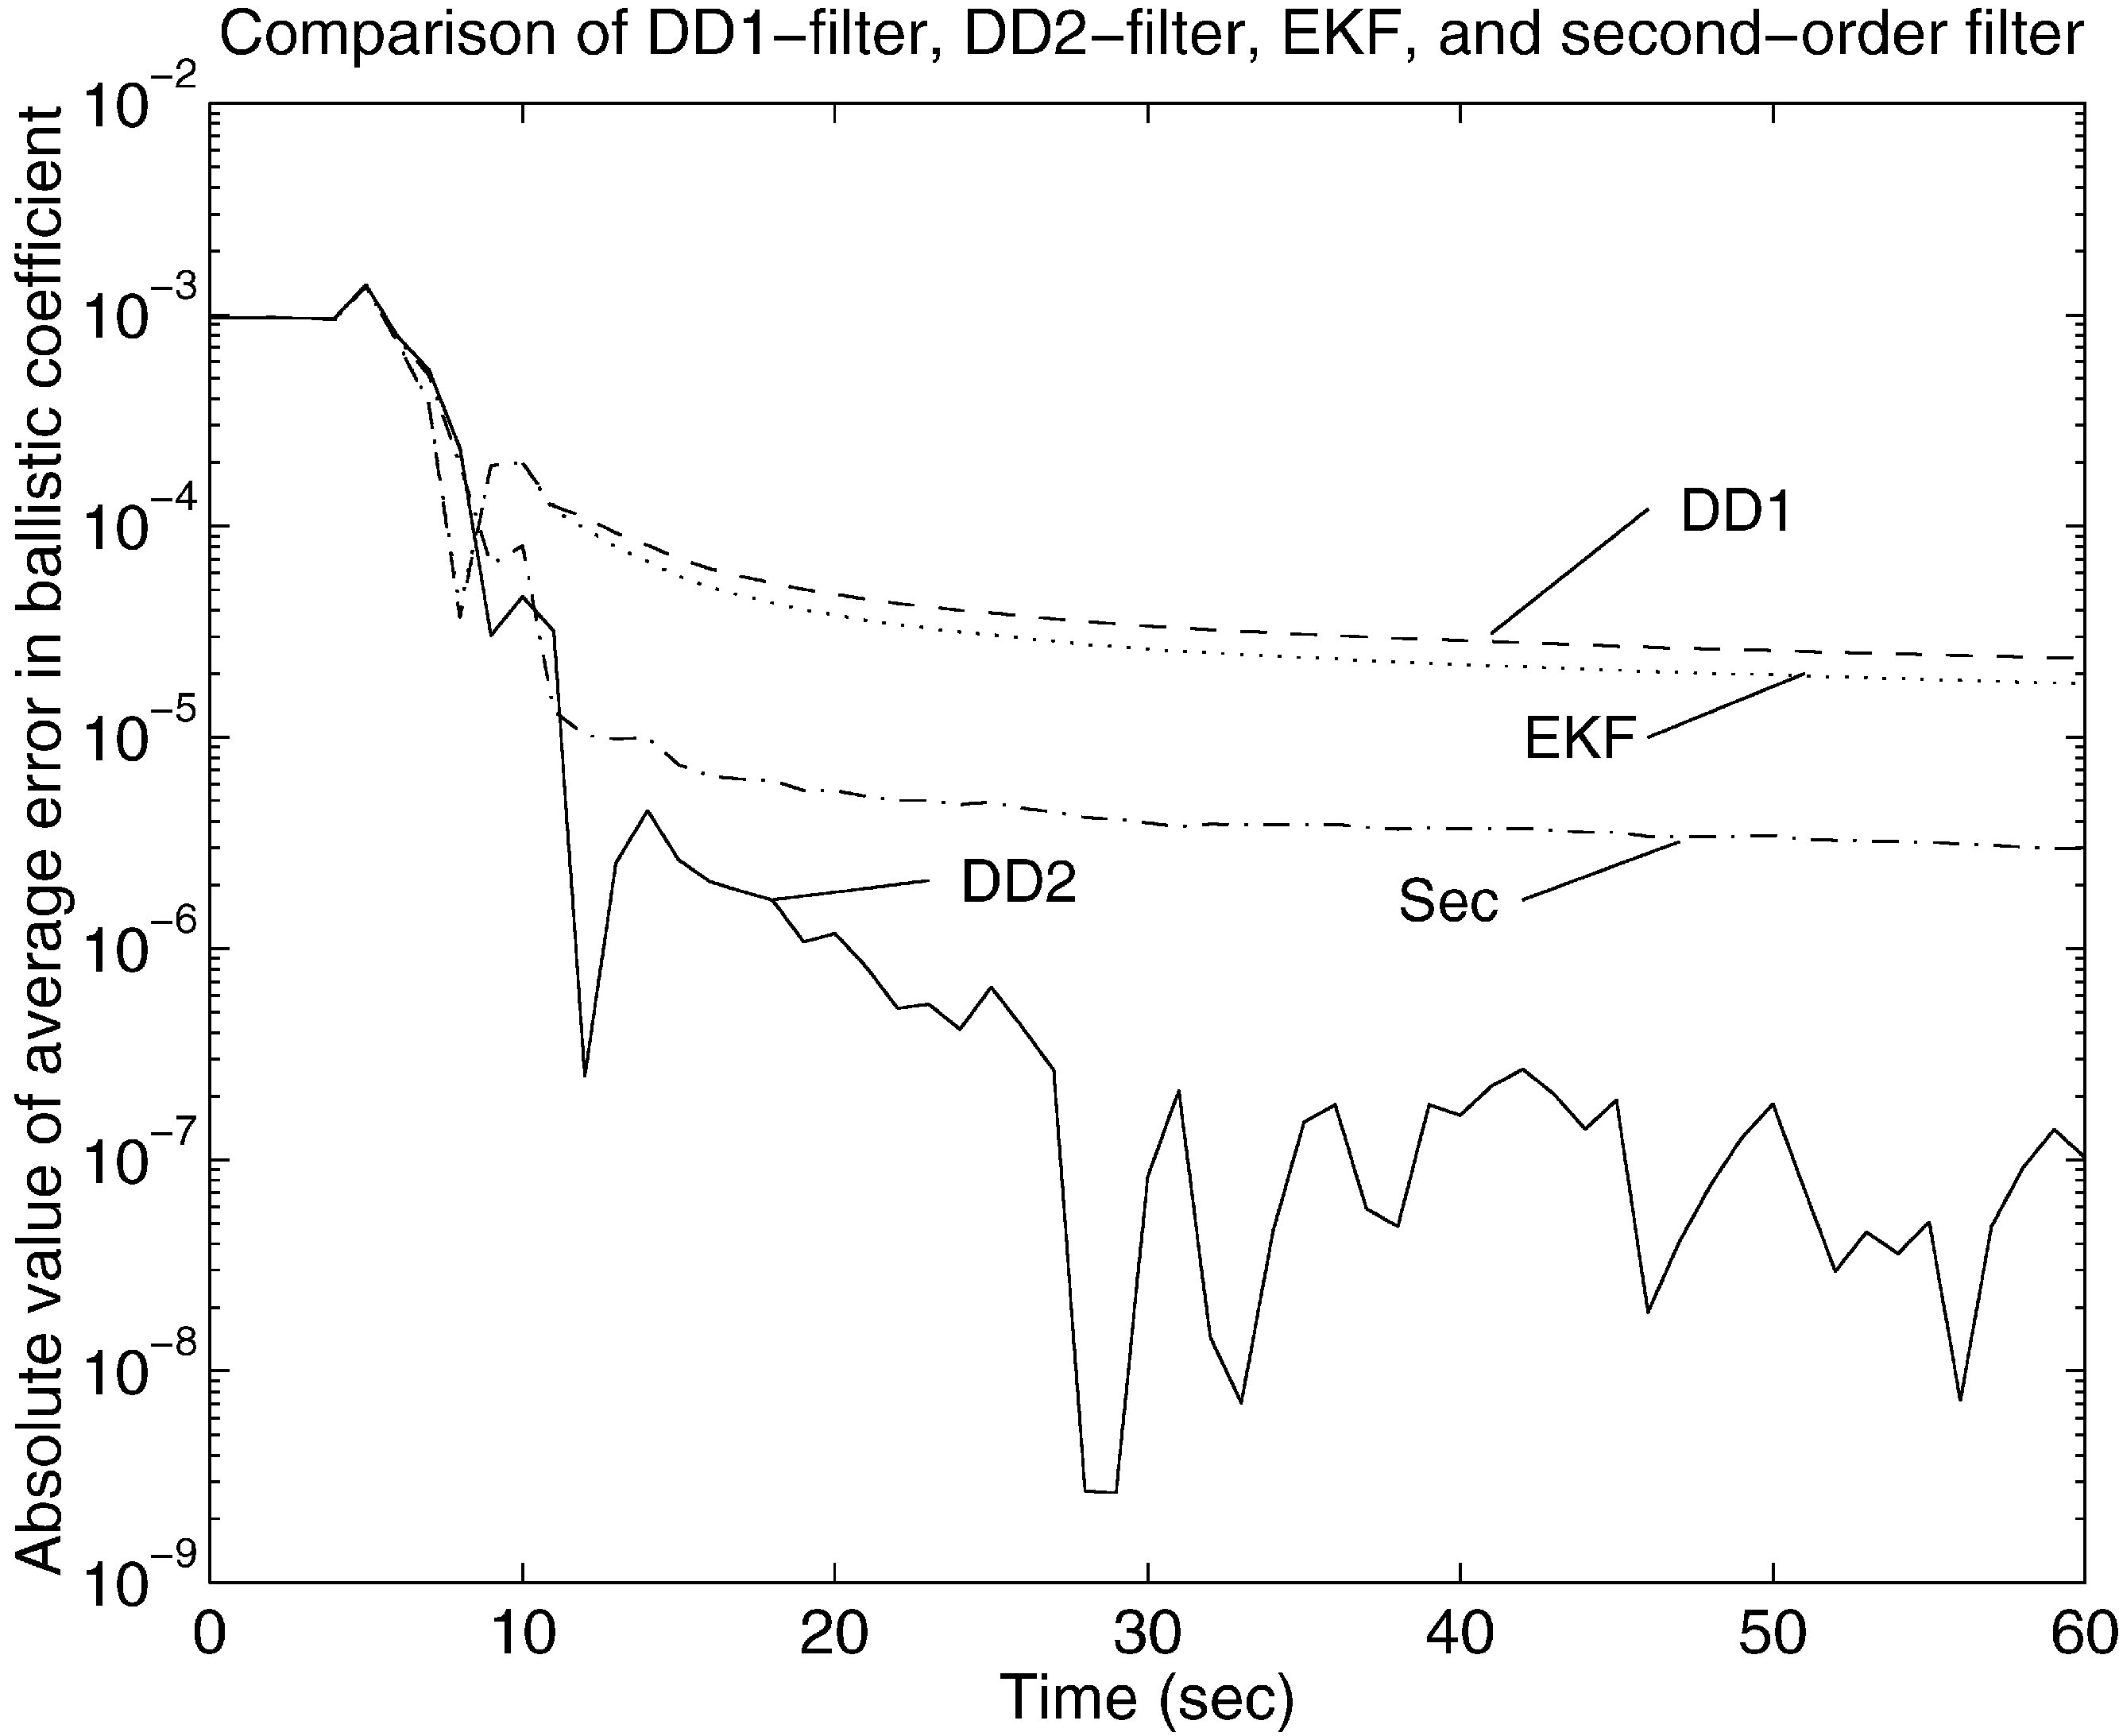 Comparison of DD1−filter, DD2−filter, EKF, and second−order filter
Absolute value of average error in ballistic coefficient
10−2
10−3
10−4
10−5
10−6
10−7
10−8
10−9
DD1
EKF
DD2
Sec
0 10 20 30 40 50 60
Time (sec)